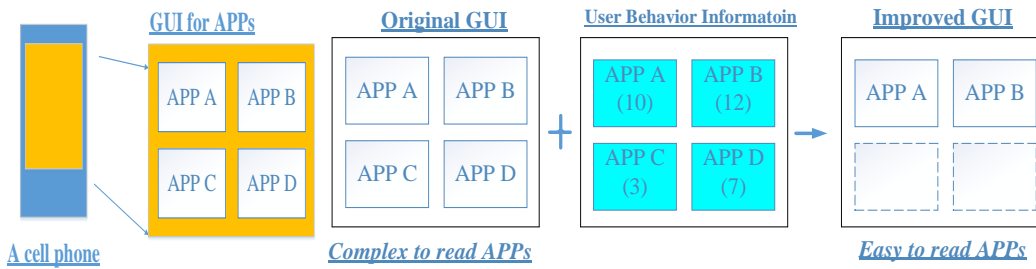 GUI for APPs
Original GUI
User Behavior Informatoin
Improved GUI
APP A
APP B
APP C
APP D
APP A
APP B
APP C
APP D
APP A
(10)
APP B
(12)
APP C
(3)
APP D
(7)
APP A
APP B
A cell phone
Complex to read APPs
Easy to read APPs